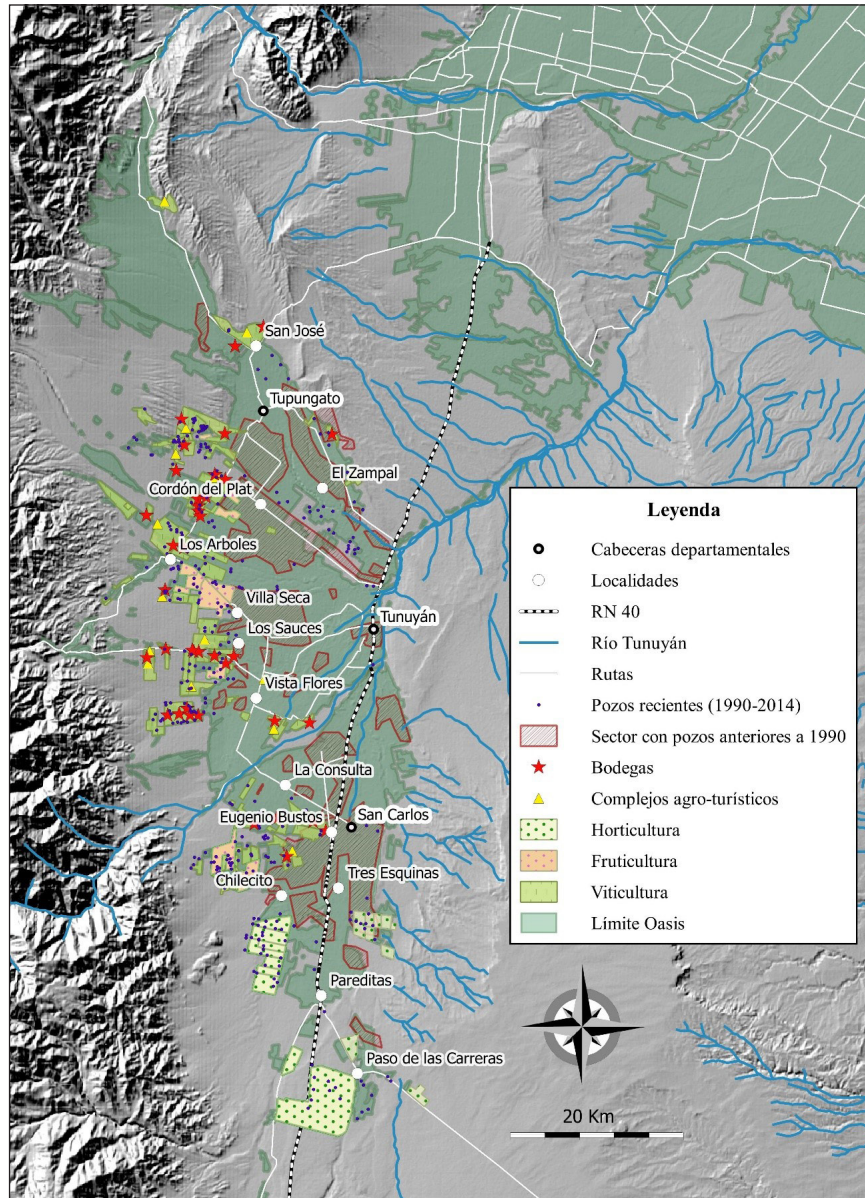 San José
Tupungato
El Zampal
Cordón del Plat
Los Arboles
Villa Seca
Los Sauces
Tunuyán
Vista Flores
La Consulta
Eugenio Bustos
San Carlos
Tres Esquinas
Chilecito
Pareditas
Paso de las Carreras
Leyenda
Cabeceras departamentales
Localidades
RN 40
Río Tunuyán
Rutas
Pozos recientes (1990-2014)
Sector con pozos anteriores a 1990
Bodegas
Complejos agro-turísticos
Horticultura
Fruticultura
Viticultura
Límite Oasis
20 Km